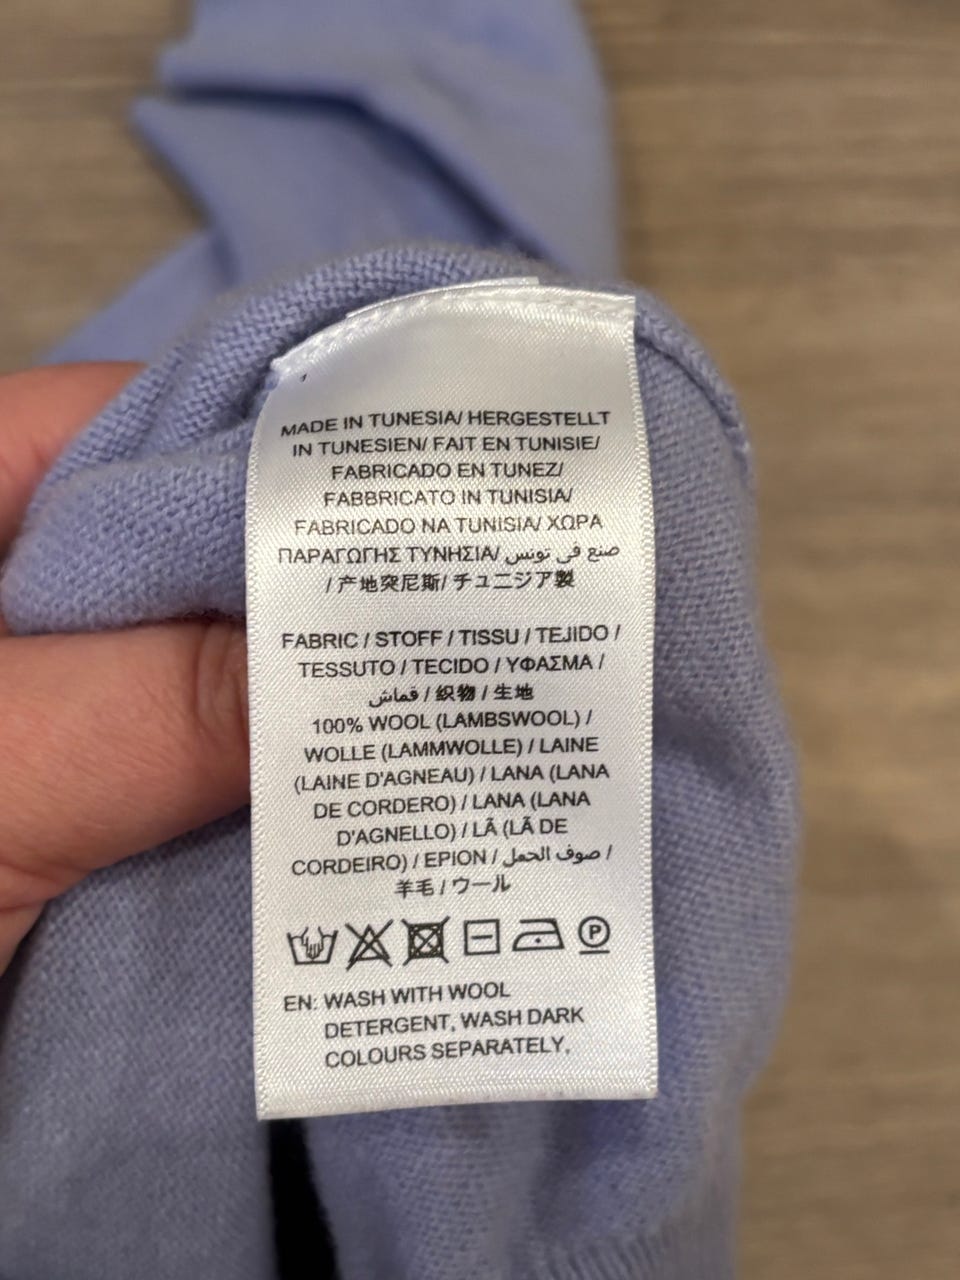 MADE IN TUNESIA/ HERGESTELLT
IN TUNESIEN/ FAIT EN TUNISIE/
FABRICADO EN TUNEZ/
FABBRICATO IN TUNISIA/
FABRICADO NA TUNISIA/ ΧΩΡΑ
ΠΑΡΑΓΩΓΗΣ ΤΥΝΗΣΙΑ/ صنع في تونس
/ 产地突尼斯/ チュニジア製
FABRIC / STOFF / TISSU / TEJIDO /
TESSUTO / TECIDO / ΥΦΑΣΜΑ /
قماش / 织物 / 生地
100% WOOL (LAMBSWOOL) /
WOLLE (LAMMWOLLE) / LAINE
(LAINE D'AGNEAU) / LANA (LANA
DE CORDERO) / LANA (LANA
D'AGNELLO) / LÃ (LÃ DE
CORDEIRO) / ΕΡΙΟΝ / صوف الحمل /
羊毛 / ウール
P
EN: WASH WITH WOOL
DETERGENT, WASH DARK
COLOURS SEPARATELY,